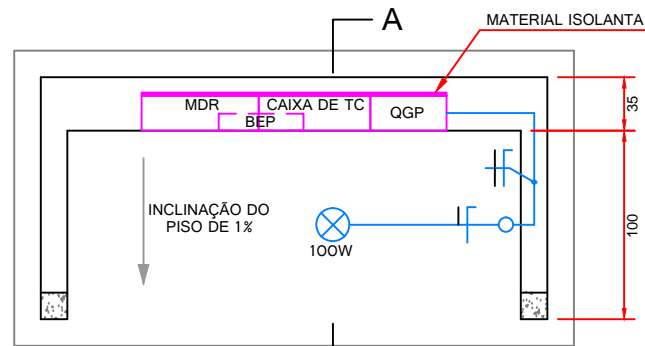 A
MATERIAL ISOLANTA
MDR
CAIXA DE TC
QGP
BEP
35
INCLINAÇÃO DO
PISO DE 1%
100W
100